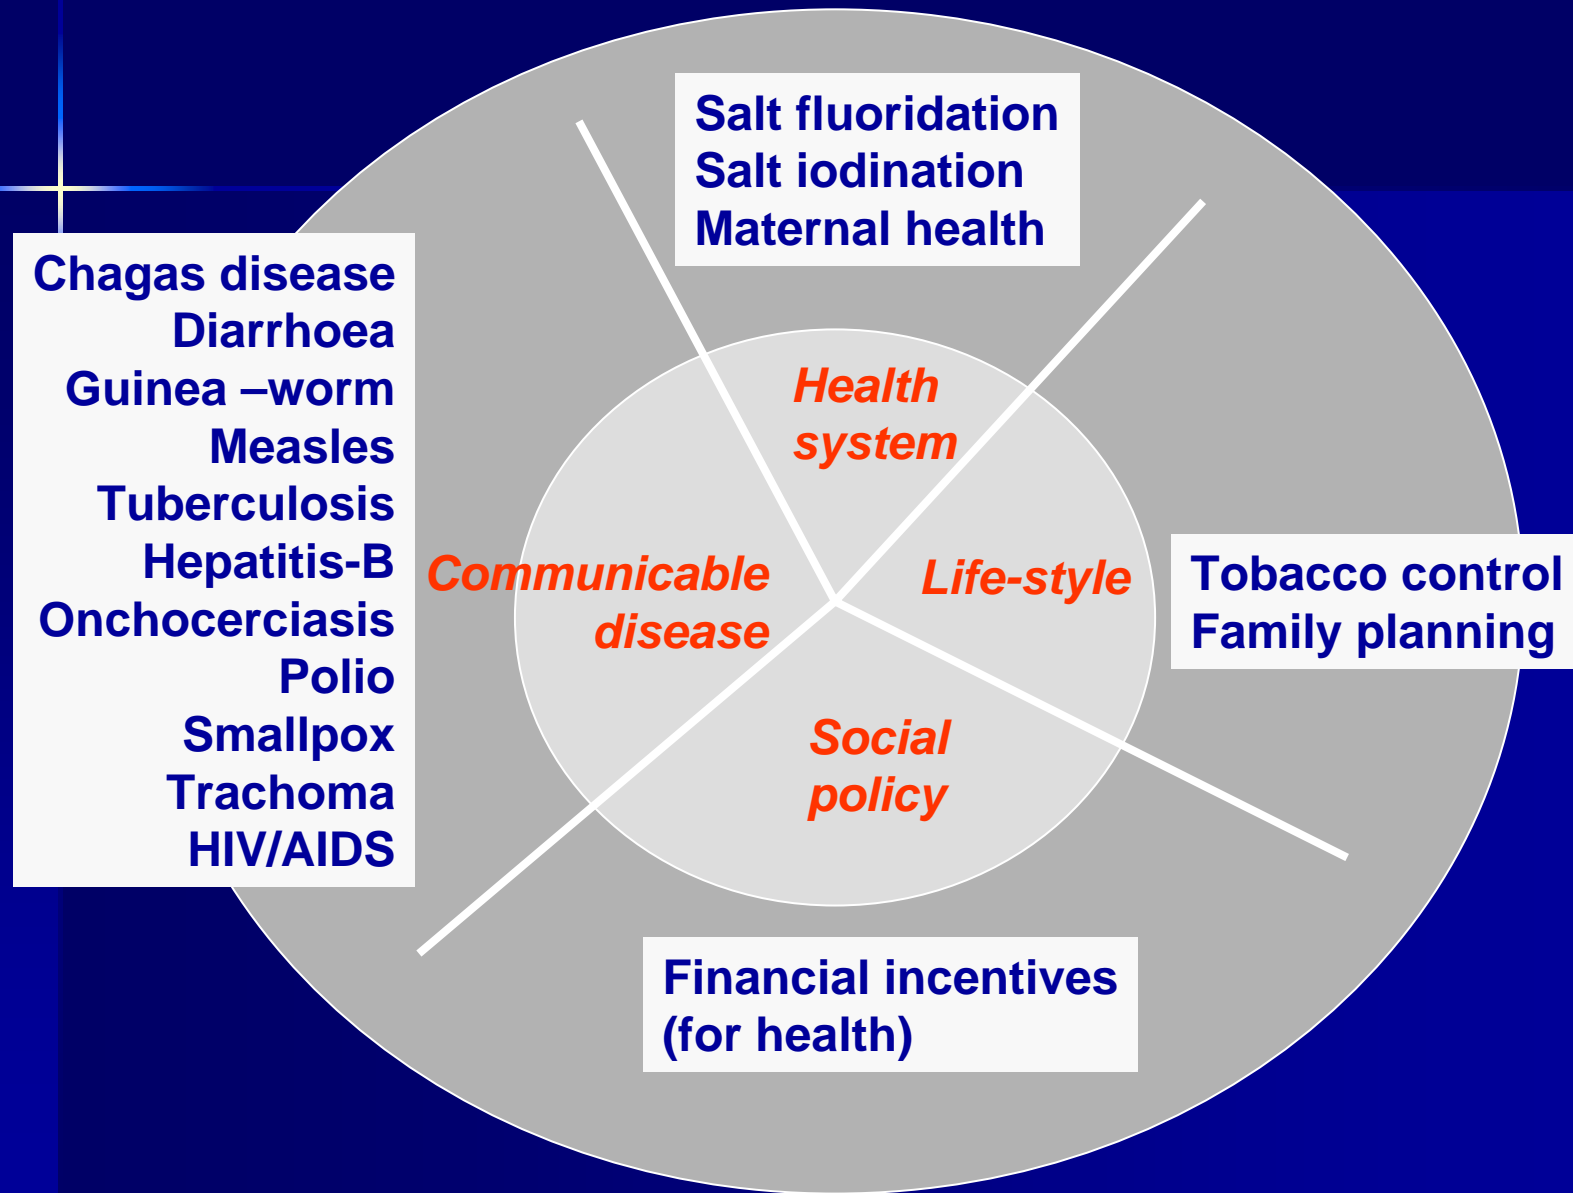 Salt fluoridation
Salt iodination
Maternal health
Chagas disease
Diarrhoea
Guinea –worm
Measles
Tuberculosis
Hepatitis-B
Onchocerciasis
Polio
Smallpox
Trachoma
HIV/AIDS
Health
system
Communicable
disease
Life-style
Tobacco control
Family planning
Social
policy
Financial incentives
(for health)